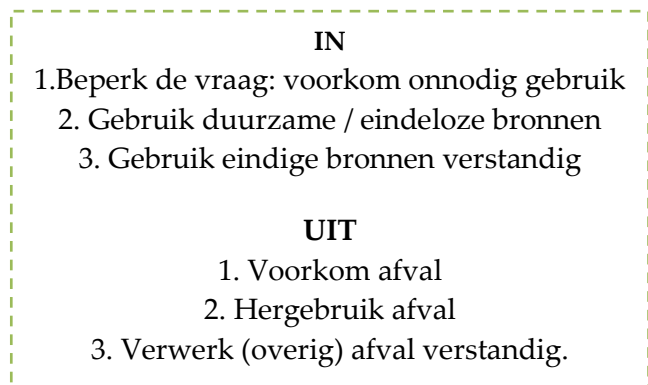 IN
1.Beperk de vraag: voorkom onnodig gebruik
2. Gebruik duurzame / eindeloze bronnen
3. Gebruik eindige bronnen verstandig
UIT
1. Voorkom afval
2. Hergebruik afval
3. Verwerk (overig) afval verstandig.